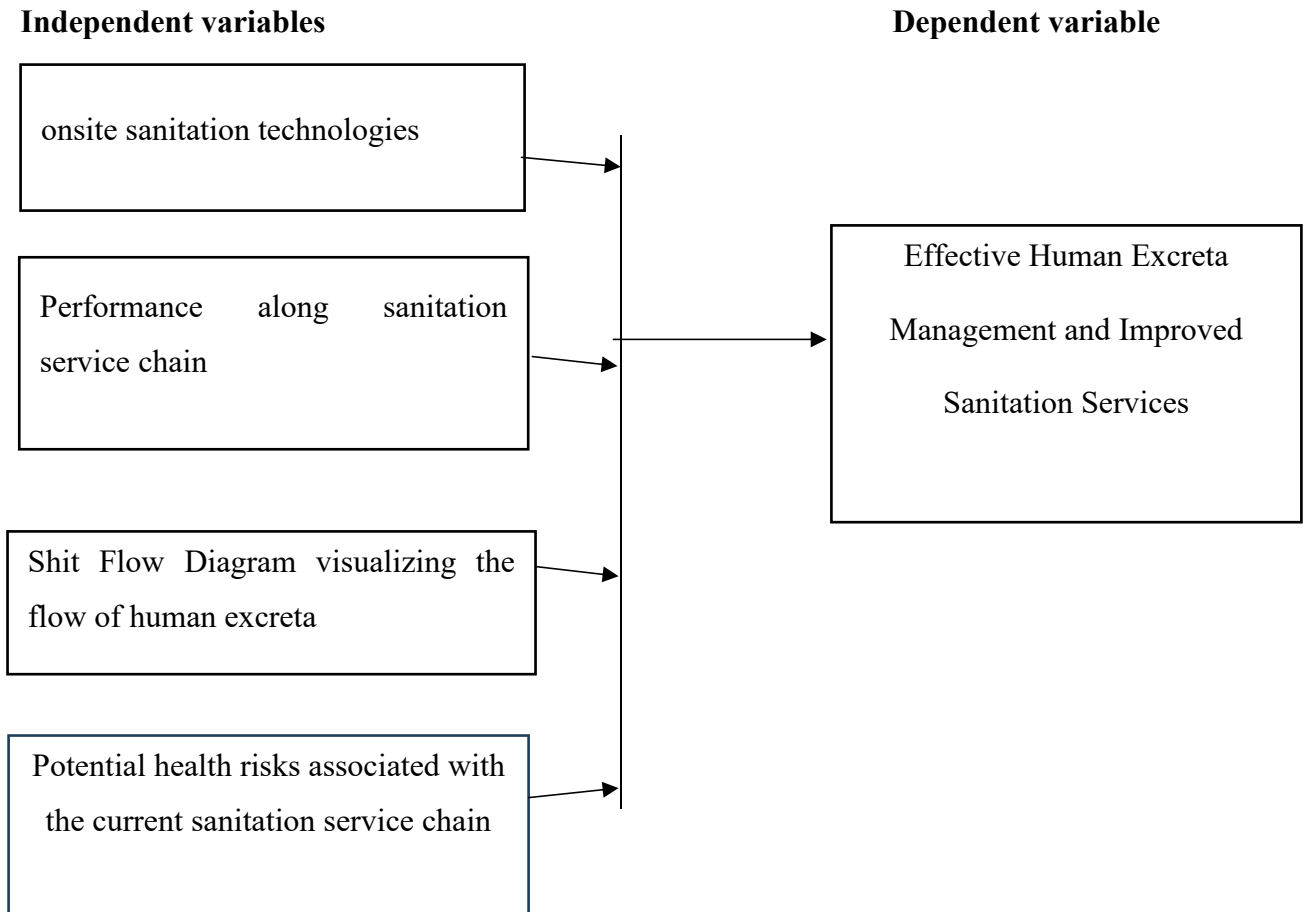 Independent variables
Dependent variable
onsite sanitation technologies
Performance along sanitation
service chain
Effective Human Excreta
Management and Improved
Sanitation Services
Shit Flow Diagram visualizing the
flow of human excreta
Potential health risks associated with
the current sanitation service chain